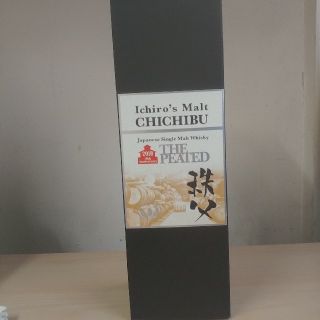 Ichiro's Malt
CHICHIBU
Japanese Single Malt Whisky
THE
PEATED
秩父